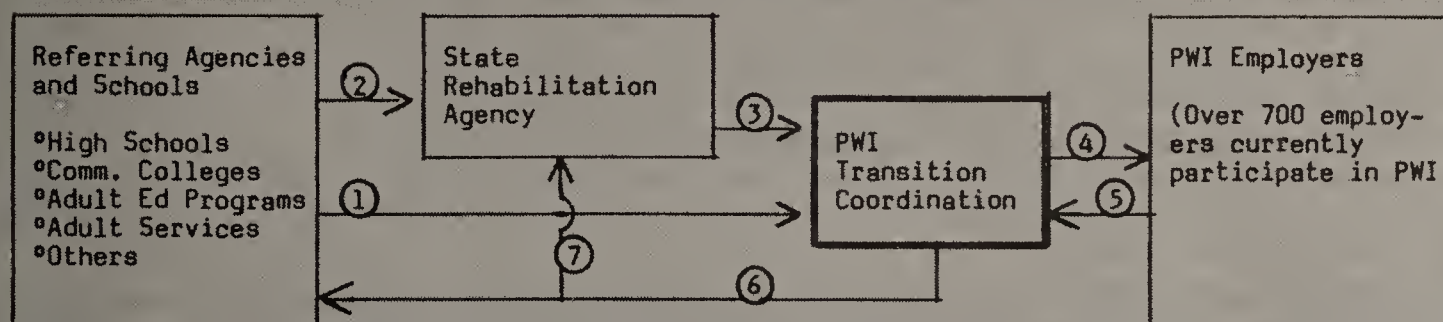 Referring Agencies
and Schools
°High Schools
°Comm. Colleges
°Adult Ed Programs
°Adult Services
°Others
②
①
State
Rehabilitation
Agency
③
⑦
⑥
PWI
Transition
Coordination
④
⑤
PWI Employers
(Over 700 employ-
ers currently
participate in PWI